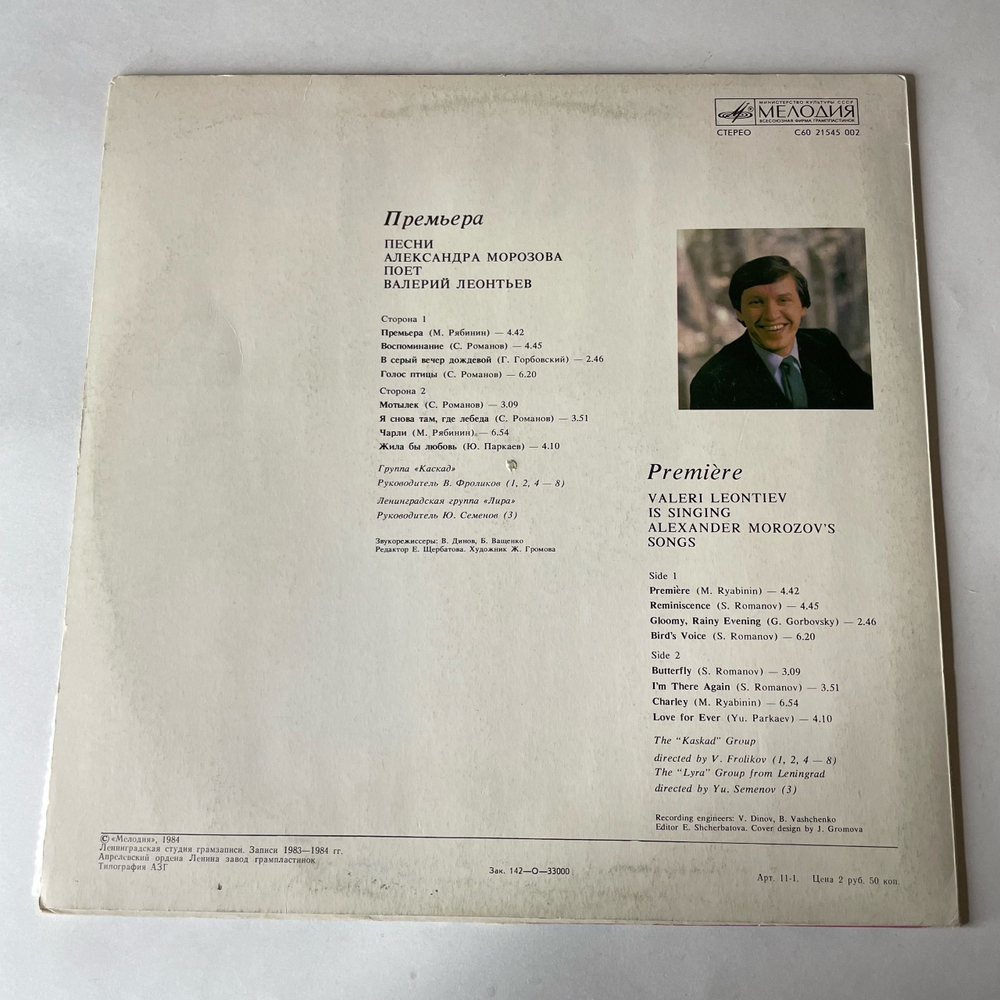 МИНИСТЕРСТВО КУЛЬТУРЫ СССР
МЕЛОДИЯ
ВСЕСОЮЗНАЯ ФИРМА ГРАМПЛАСТИНОК
СТЕРЕО С60 21545 002
Премьера
ПЕСНИ
АЛЕКСАНДРА МОРОЗОВА
ПОЕТ
ВАЛЕРИЙ ЛЕОНТЬЕВ
Сторона 1
Премьера (М. Рябинин) — 4.42
Воспоминание (С. Романов) — 4.45
В серый вечер дождевой (Г. Горбовский) — 2.46
Голос птицы (С. Романов) — 6.20
Сторона 2
Мотылек (С. Романов) — 3.09
Я снова там, где лебеда (С. Романов) — 3.51
Чарли (М. Рябинин) — 6.54
Жила бы любовь (Ю. Паркаев) — 4.10
Группа «Каскад»
Руководитель В. Фроликов (1, 2, 4 — 8)
Ленинградская группа «Лира»
Руководитель Ю. Семенов (3)
Звукорежиссеры: В. Динов, Б. Ващенко
Редактор Е. Щербатова. Художник Ж. Громова
Première
VALERI LEONTIEV
IS SINGING
ALEXANDER MOROZOV'S
SONGS
Side 1
Première (M. Ryabinin) — 4.42
Reminiscence (S. Romanov) — 4.45
Gloomy, Rainy Evening (G. Gorbovsky) — 2.46
Bird's Voice (S. Romanov) — 6.20
Side 2
Butterfly (S. Romanov) — 3.09
I'm There Again (S. Romanov) — 3.51
Charley (M. Ryabinin) — 6.54
Love for Ever (Yu. Parkaev) — 4.10
The "Kaskad" Group
directed by V. Frolikov (1, 2, 4 — 8)
The "Lyra" Group from Leningrad
directed by Yu. Semenov (3)
Recording engineers: V. Dinov, B. Vashchenko
Editor E. Shcherbatova. Cover design by J. Gromova
© «Мелодия», 1984
Ленинградская студия грамзаписи. Записи 1983—1984 гг.
Апрелевский ордена Ленина завод грампластинок
Типография АЗГ
Зак. 142—О—33000
Арт. 11-1. Цена 2 руб. 50 коп.